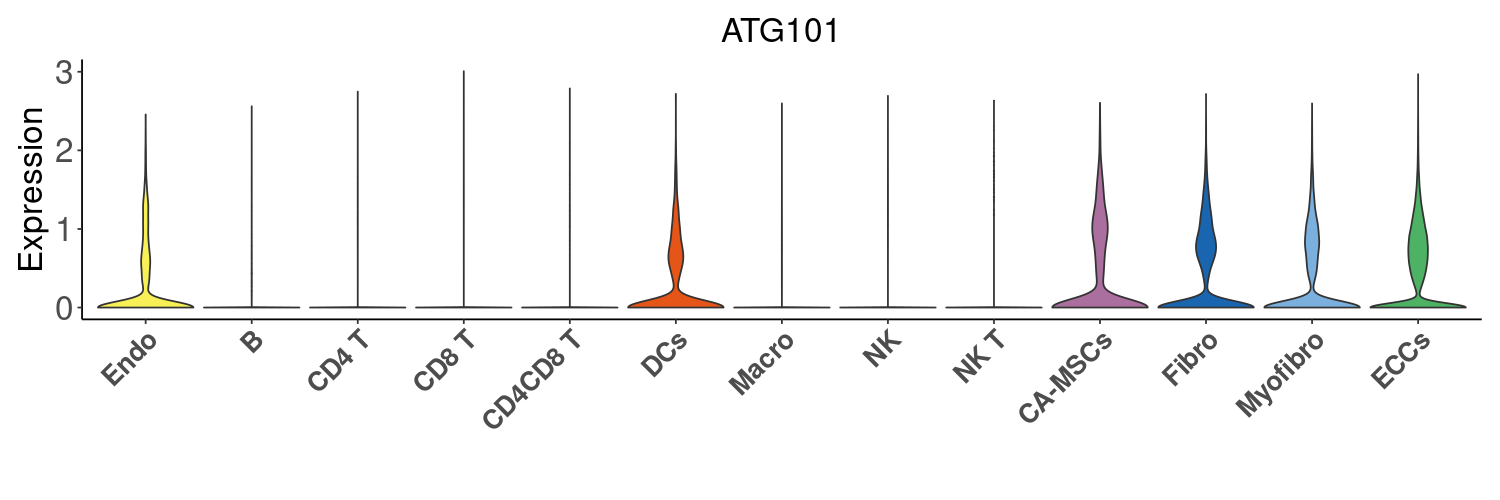 ATG101
Expression
3
2
1
0
Endo
B
CD4 T
CD8 T
CD4CD8 T
DCs
Macro
NK
NK T
CA-MSCs
Fibro
Myofibro
ECCs